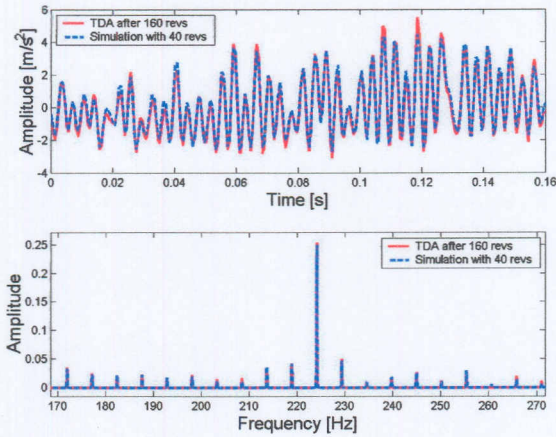 6
4
2
0
-2
-4
Amplitude [m/s²]
TDA after 160 revs
Simulation with 40 revs
0 0.02 0.04 0.06 0.08 0.1 0.12 0.14 0.16
Time [s]
0.25
0.2
0.15
0.1
0.05
0
Amplitude
TDA after 160 revs
Simulation with 40 revs
170 180 190 200 210 220 230 240 250 260 270
Frequency [Hz]